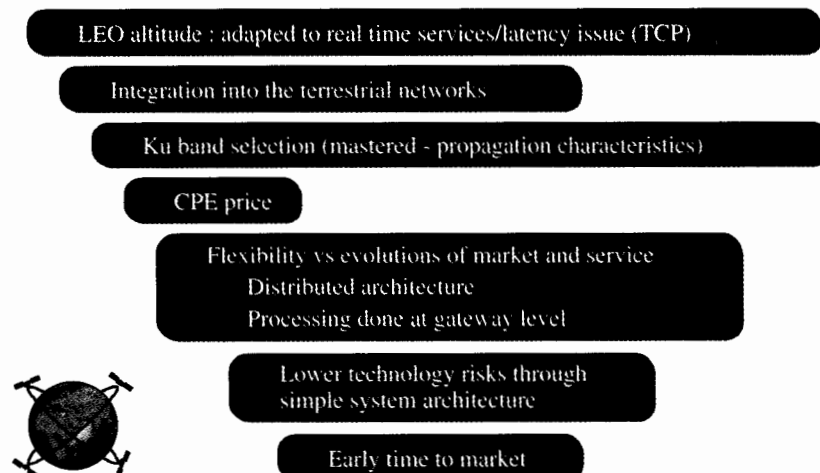 LEO altitude : adapted to real time services/latency issue (TCP)
Integration into the terrestrial networks
Ku band selection (mastered - propagation characteristics)
CPE price
Flexibility vs evolutions of market and service
Distributed architecture
Processing done at gateway level
Lower technology risks through
simple system architecture
Early time to market